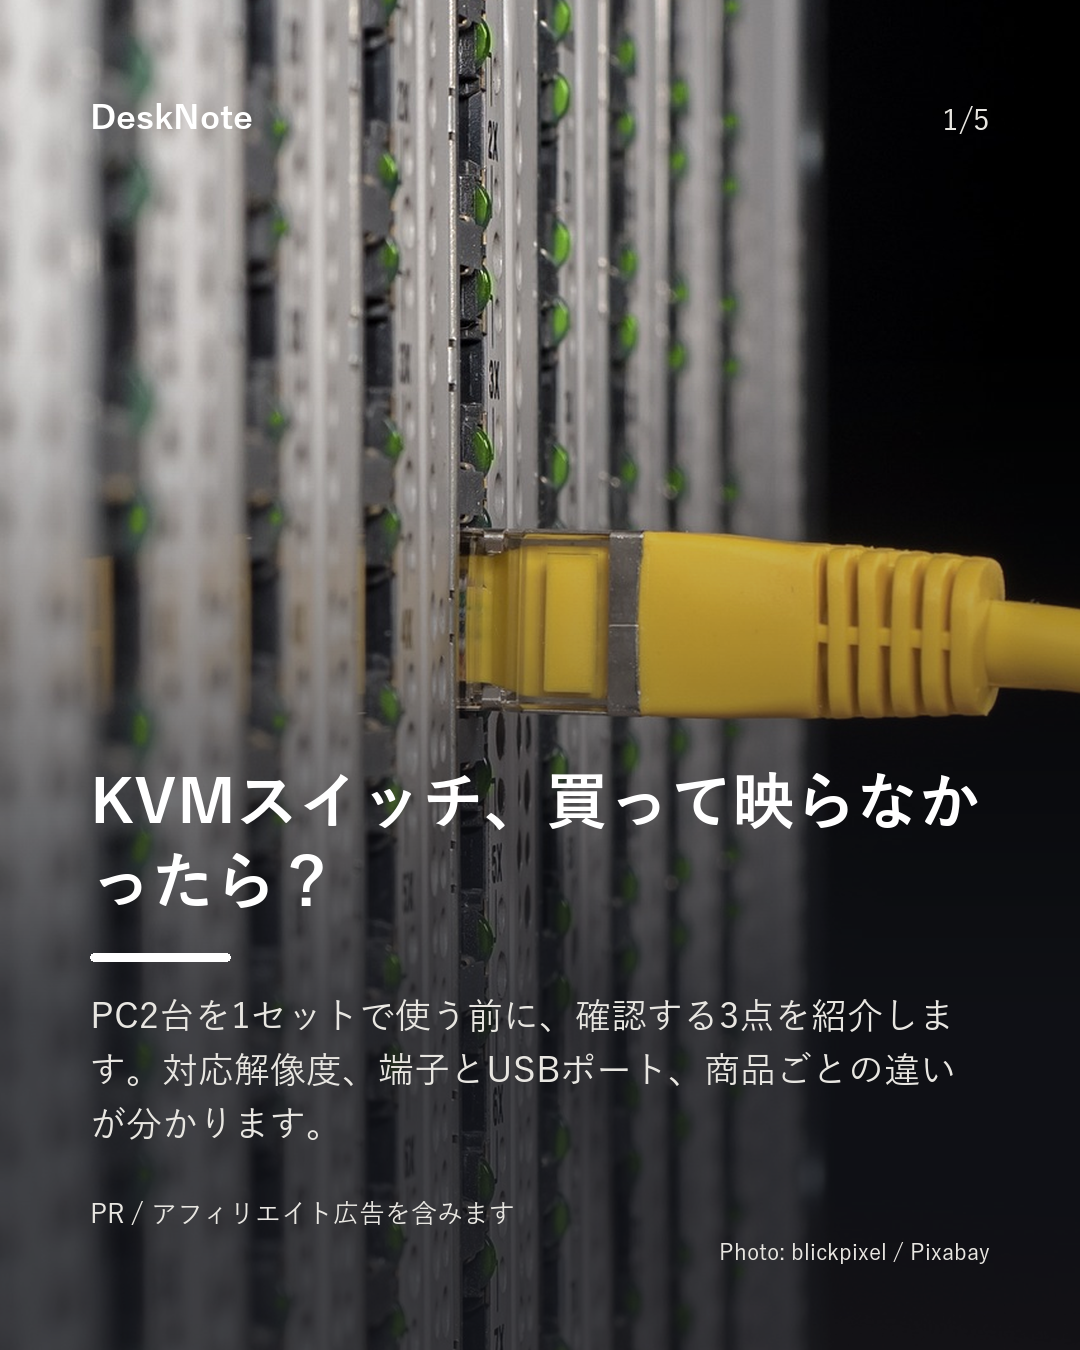 DeskNote
1/5
2X
3X
5X
KVMスイッチ、買って映らなか
ったら？
PC2台を1セットで使う前に、確認する3点を紹介しま
す。対応解像度、端子とUSBポート、商品ごとの違い
が分かります。
PR / アフィリエイト広告を含みます
Photo: blickpixel / Pixabay